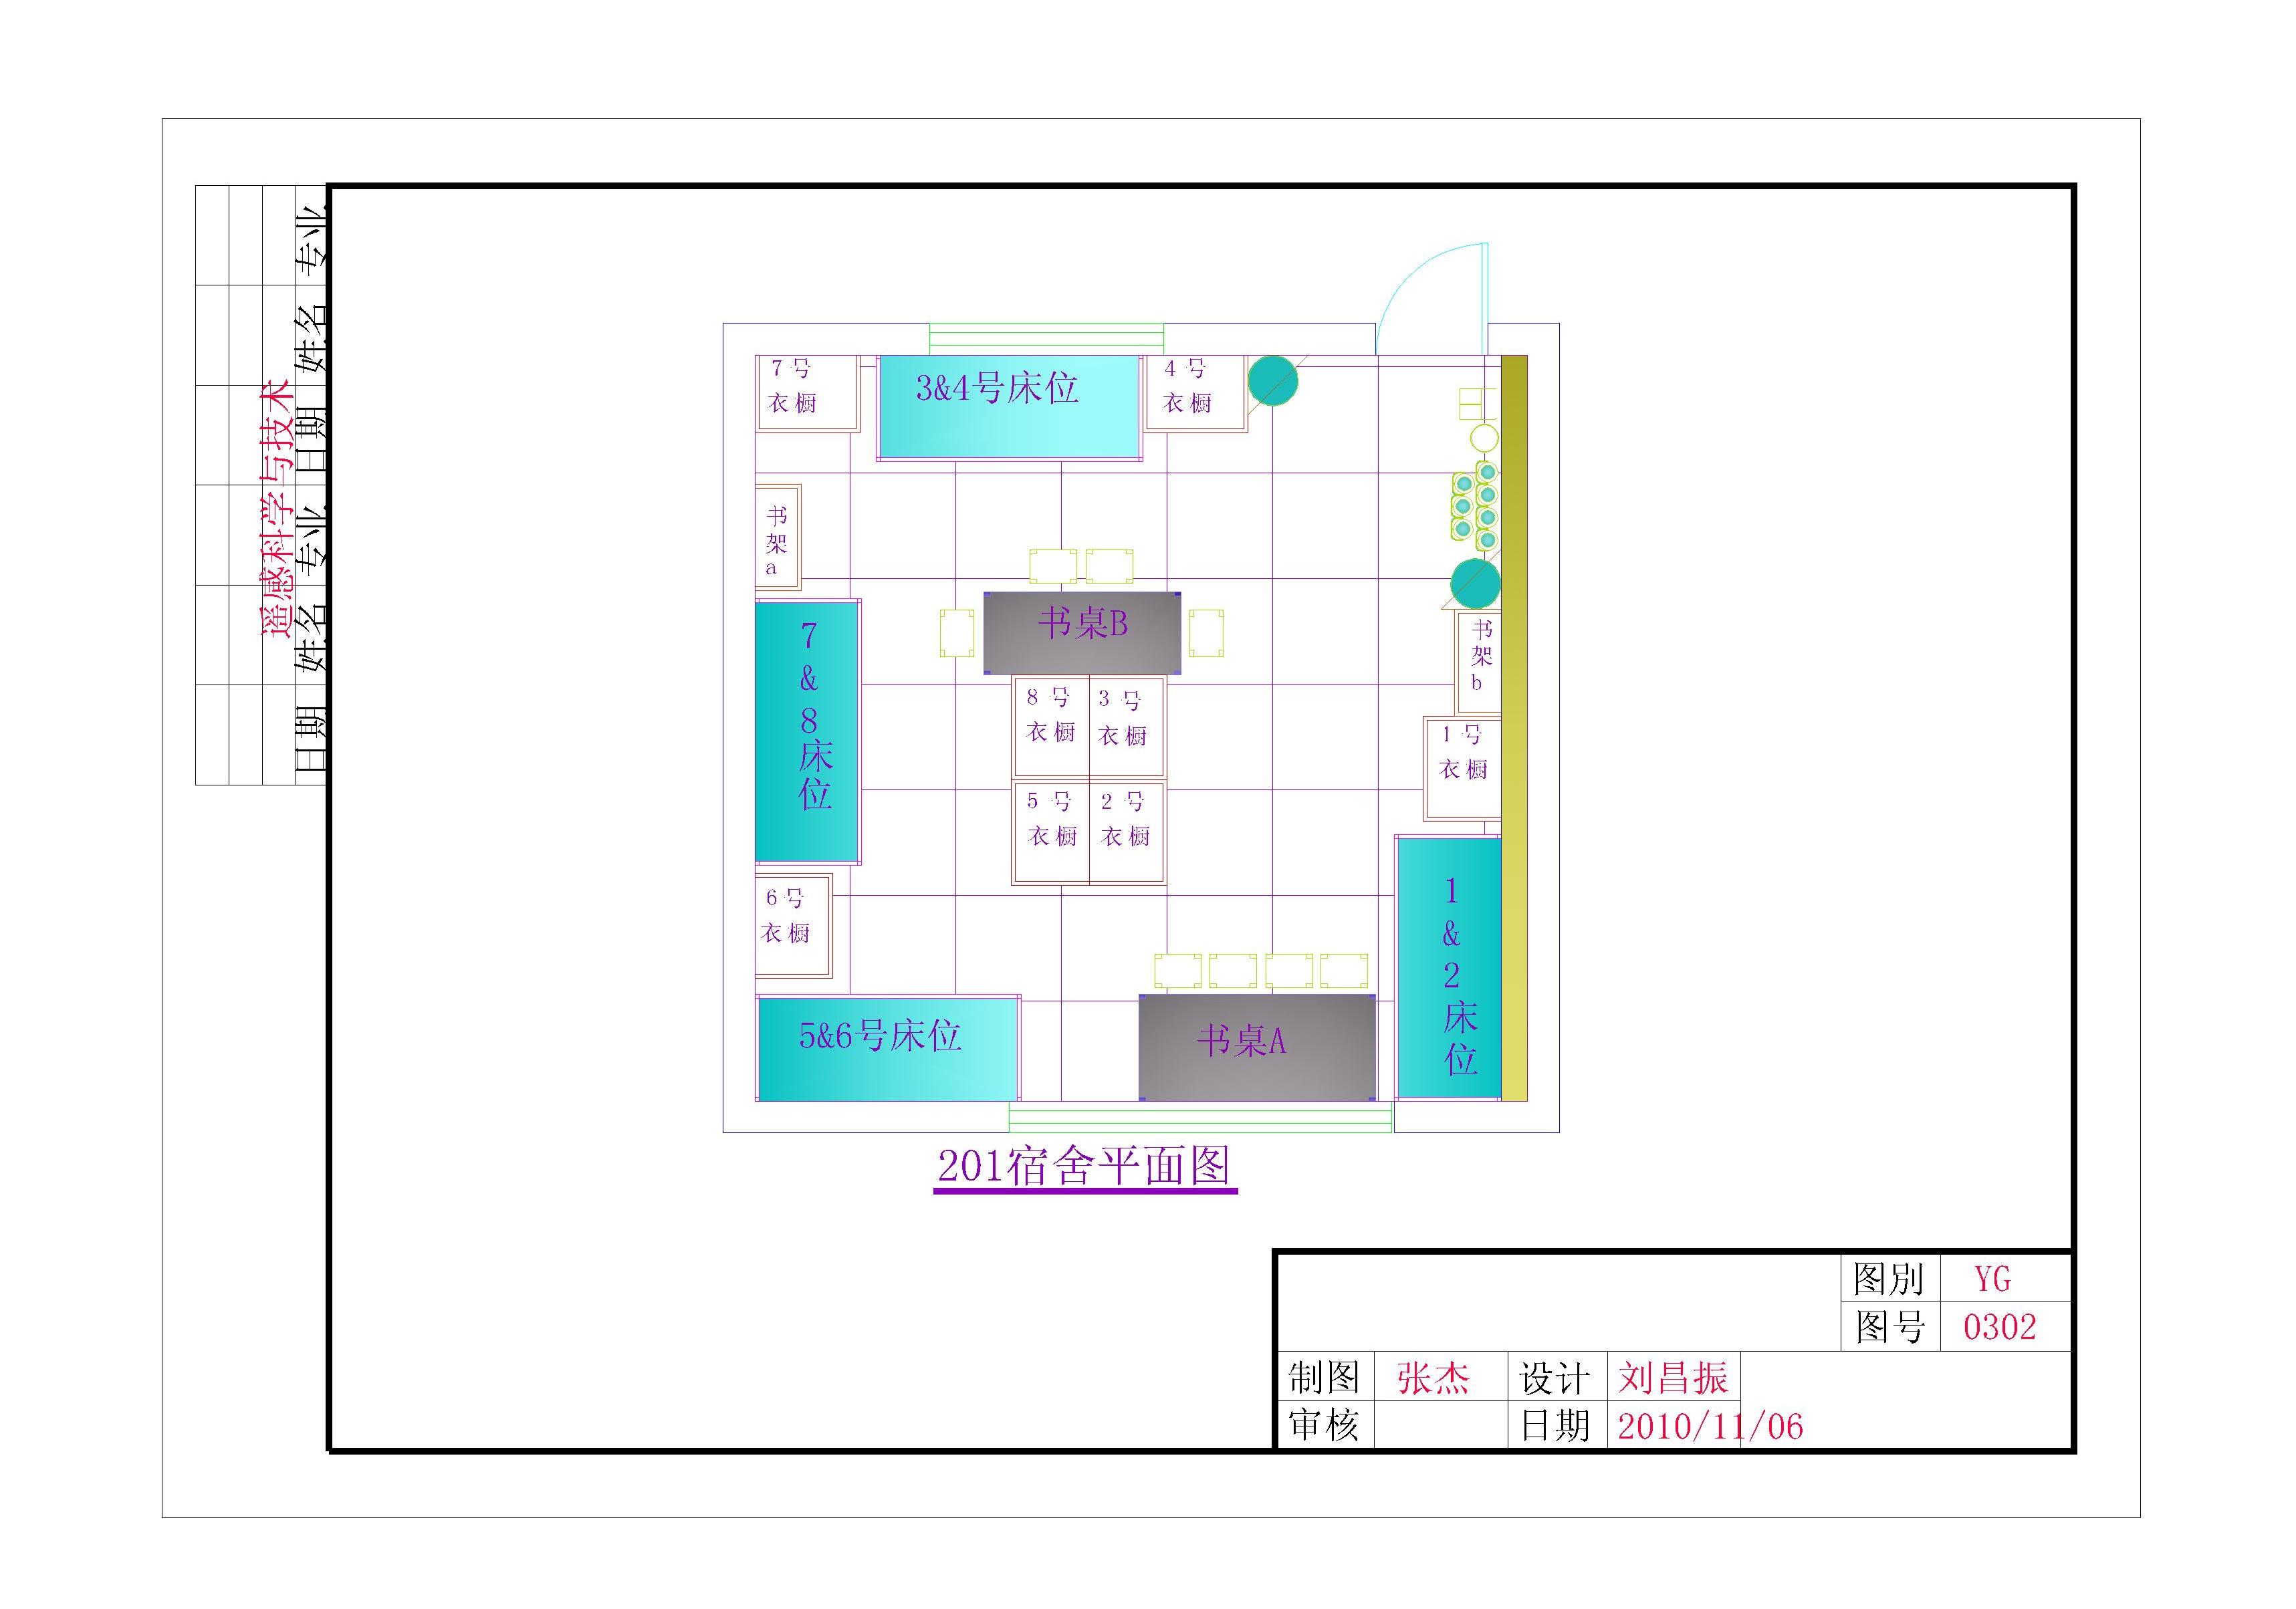 专业
姓名
日期
专业
姓名
日期
遥感科学与技术
7号
衣橱
3&4号床位
4号
衣橱
书
架
a
书桌B
7
&
8
床
位
8号
衣橱
3号
衣橱
5号
衣橱
2号
衣橱
书
架
b
1号
衣橱
6号
衣橱
1
&
2
床
位
5&6号床位
书桌A
201宿舍平面图
图别 YG
图号 0302
制图 张杰 设计 刘昌振
审核 日期 2010/11/06